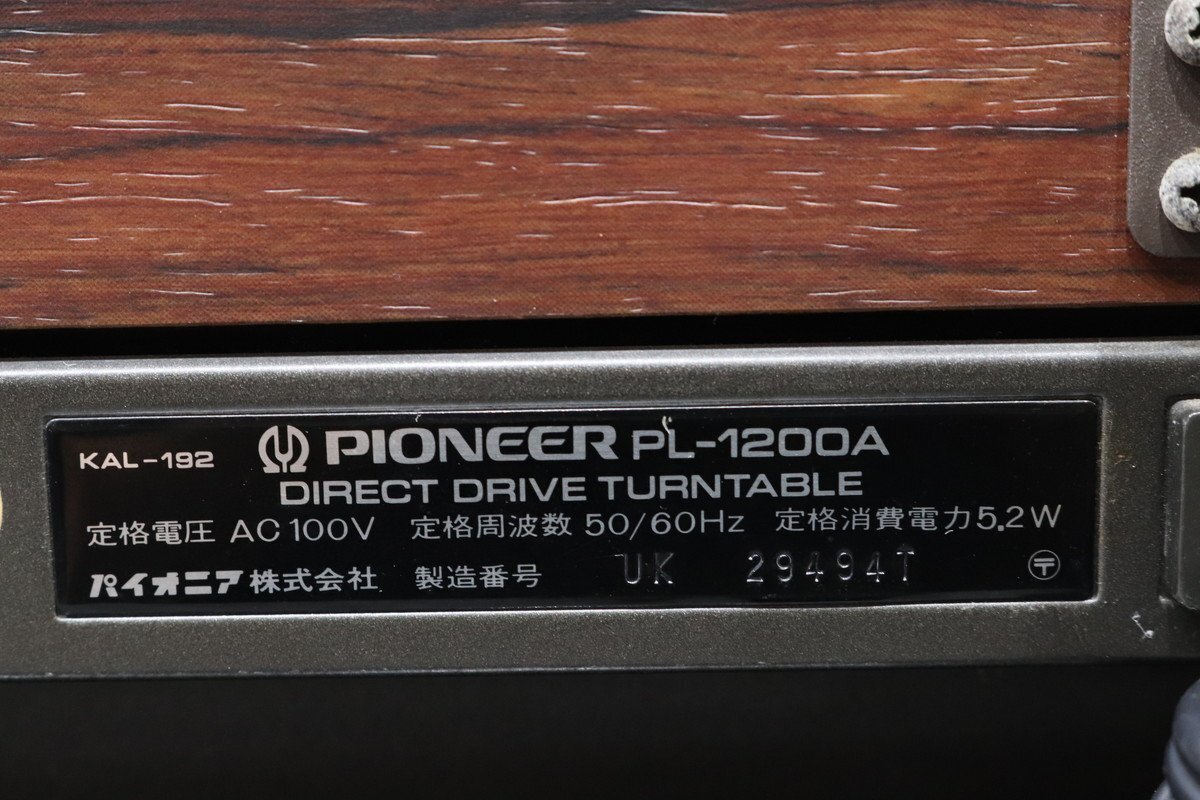 KAL-192 PIONEER PL-1200A
DIRECT DRIVE TURNTABLE
定格電圧 AC 100V 定格周波数 50/60Hz 定格消費電力 5.2W
パイオニア株式会社 製造番号 UK 29494T 〒